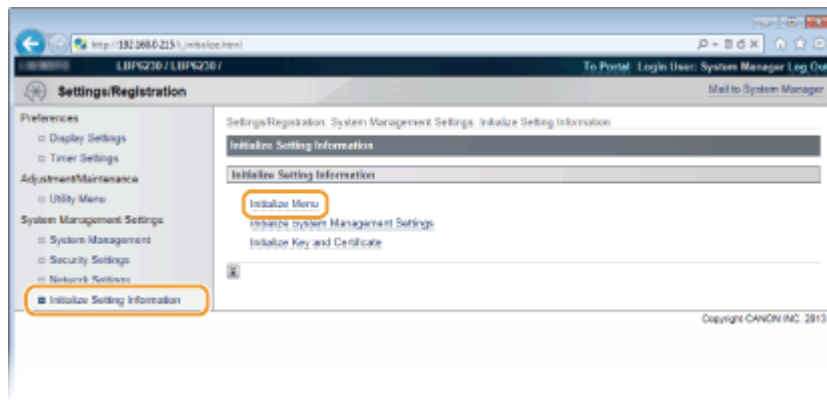 http://192.168.0.215/i_initialize.html
LBP6230 / LBP6230 /
To Portal Login User: System Manager Log Out
Settings/Registration
Mail to System Manager
Preferences
Display Settings
Timer Settings
Adjustment/Maintenance
Utility Menu
System Management Settings
System Management
Security Settings
Network Settings
Initialize Setting Information
Settings/Registration: System Management Settings: Initialize Setting Information
Initialize Setting Information
Initialize Setting Information
Initialize Menu
Initialize System Management Settings
Initialize Key and Certificate
Copyright CANON INC. 2013